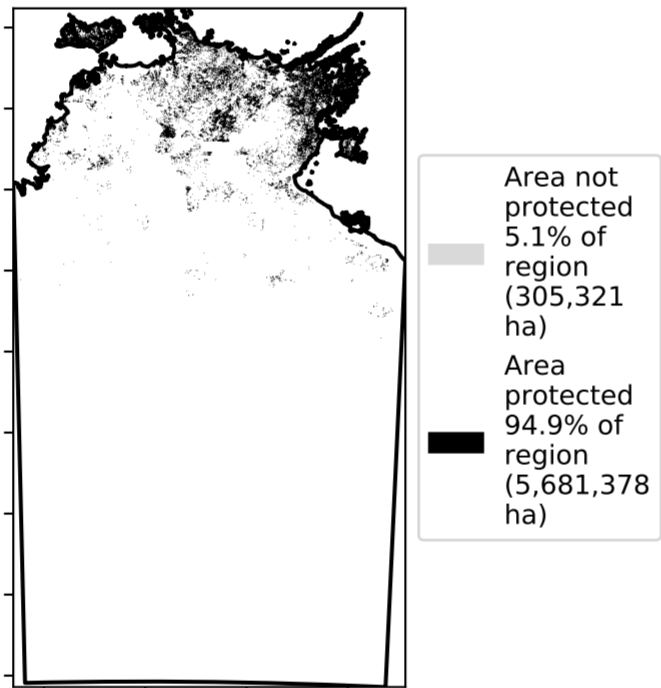 Area not
protected
5.1% of
region
(305,321
ha)
Area
protected
94.9% of
region
(5,681,378
ha)